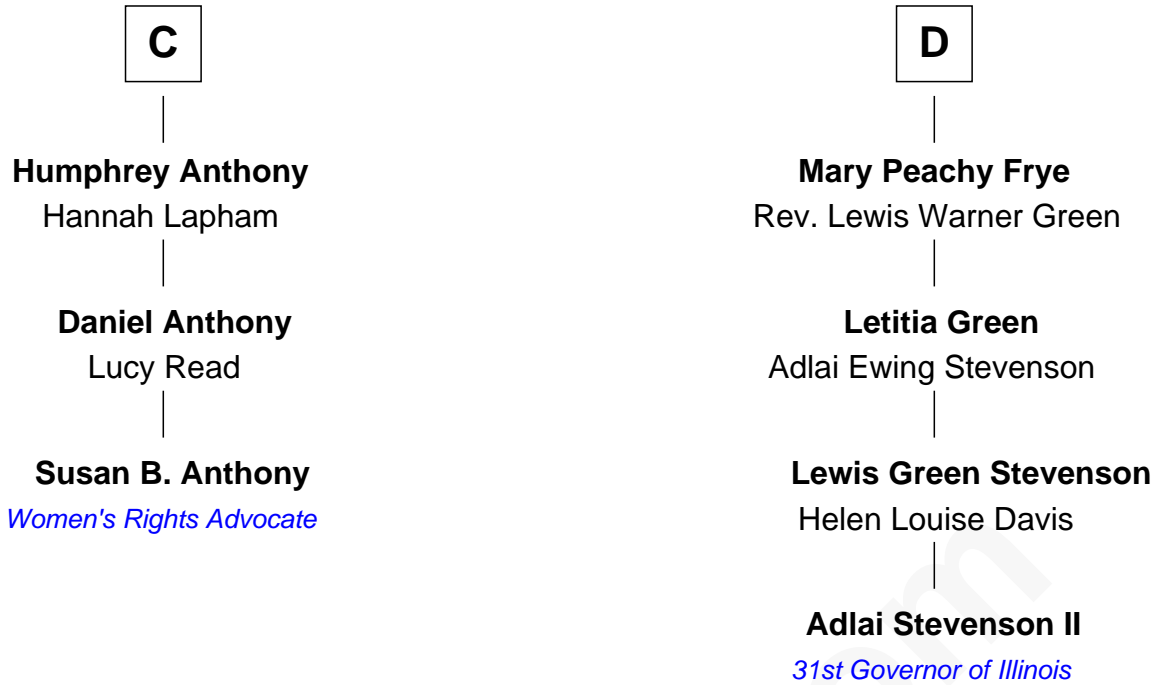 C
Humphrey Anthony
Hannah Lapham
Daniel Anthony
Lucy Read
Susan B. Anthony
Women's Rights Advocate
D
Mary Peachy Frye
Rev. Lewis Warner Green
Letitia Green
Adlai Ewing Stevenson
Lewis Green Stevenson
Helen Louise Davis
Adlai Stevenson II
31st Governor of Illinois